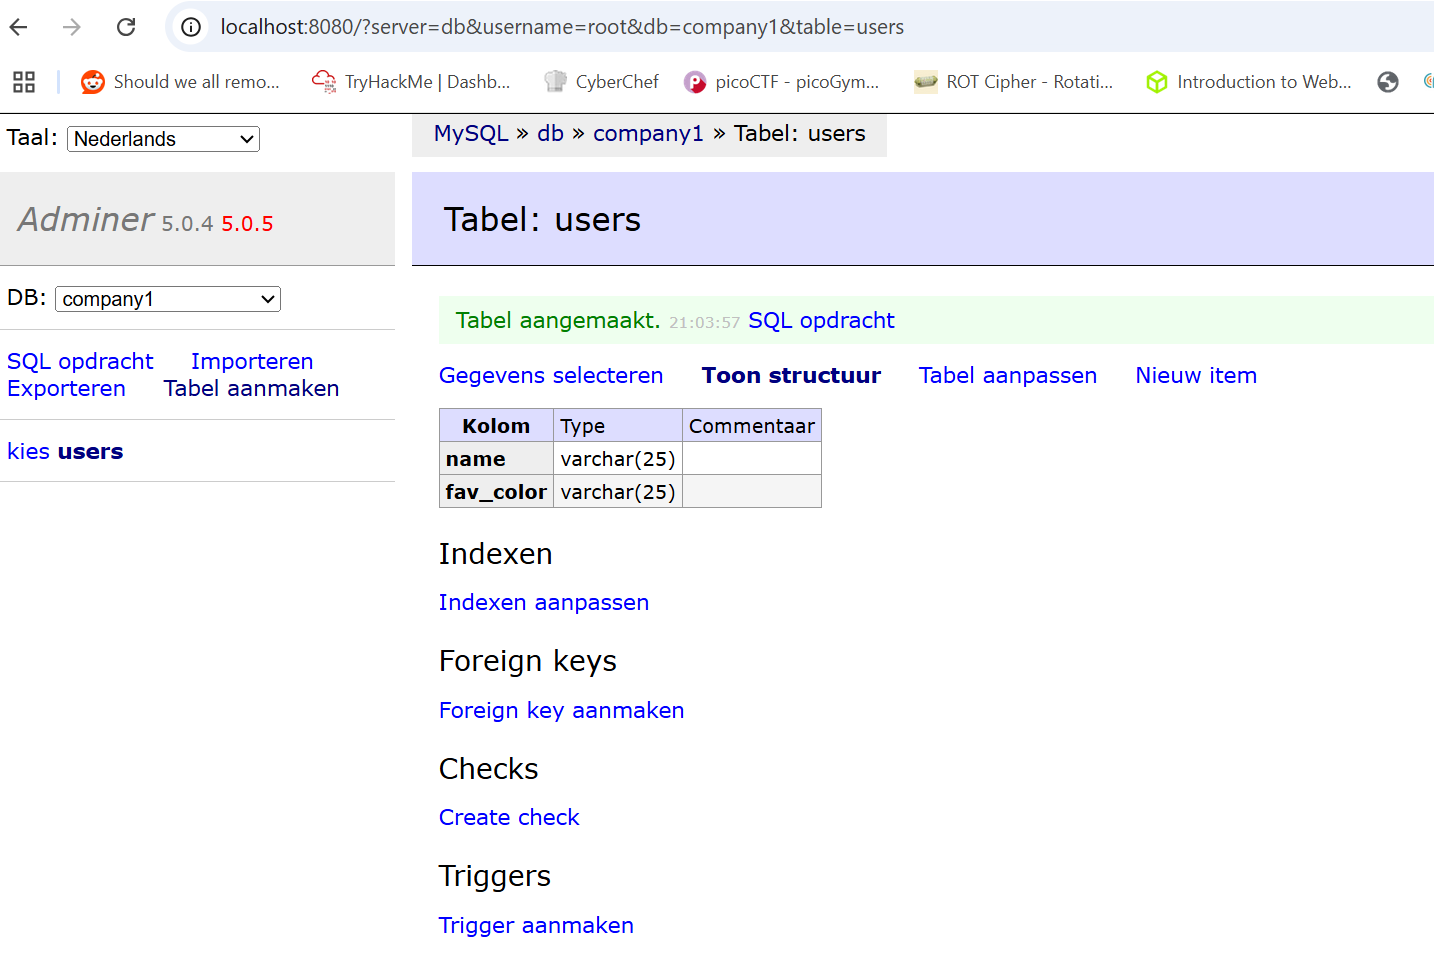 localhost:8080/?server=db&username=root&db=company1&table=users
Should we all remo... TryHackMe | Dashb... CyberChef picoCTF - picoGym... ROT Cipher - Rotati... Introduction to Web...
Taal: Nederlands
MySQL » db » company1 » Tabel: users
Adminer 5.0.4 5.0.5
Tabel: users
DB: company1
Tabel aangemaakt. 21:03:57 SQL opdracht
SQL opdracht Importeren
Exporteren Tabel aanmaken
Gegevens selecteren Toon structuur Tabel aanpassen Nieuw item
kies users
Kolom Type Commentaar
name varchar(25)
fav_color varchar(25)
Indexen
Indexen aanpassen
Foreign keys
Foreign key aanmaken
Checks
Create check
Triggers
Trigger aanmaken